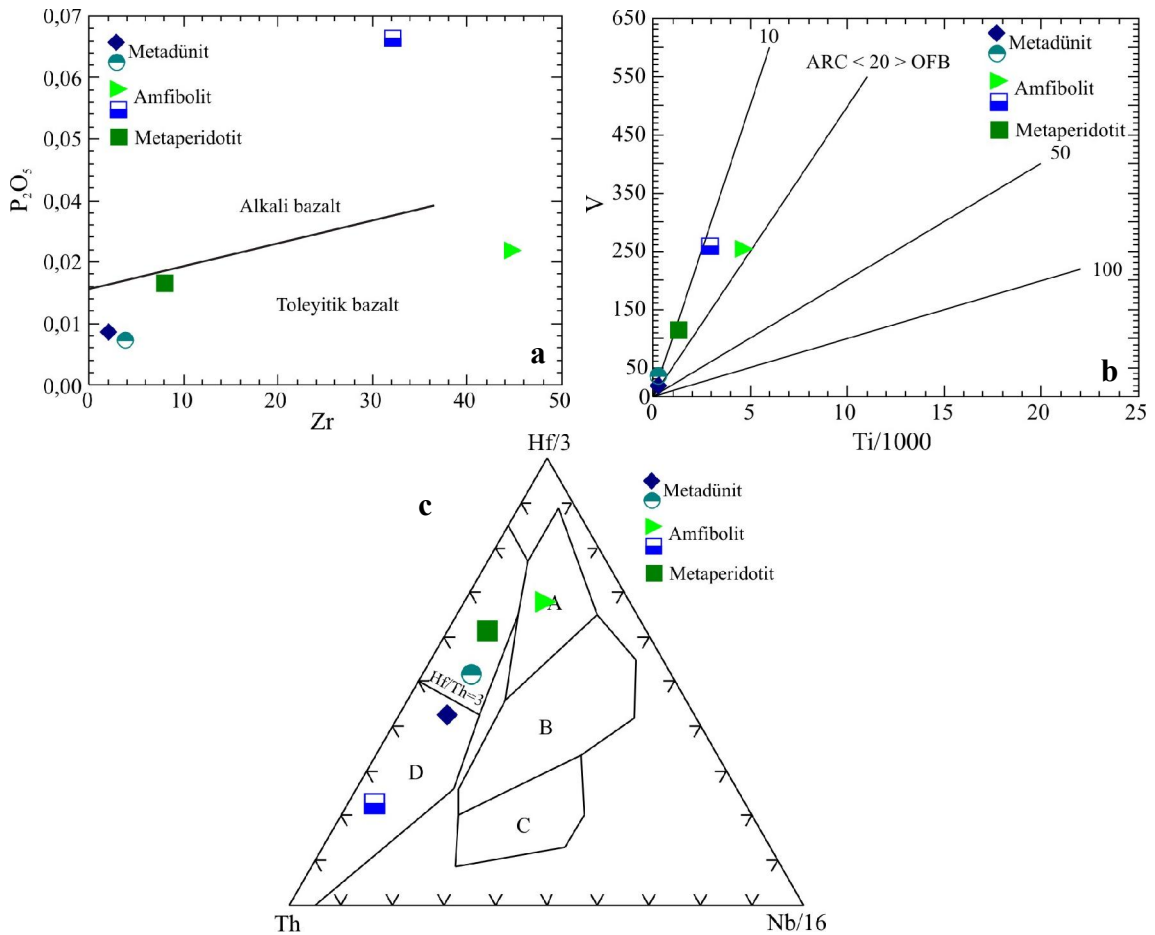 0,07
0,06
0,05
0,04
0,02
0,01
0,00
P₂O₅
0
10
20
30
40
50
Zr
Metadünit
Amfibolit
Metaperidotit
Alkali bazalt
Toleyitik bazalt
a
650
550
450
350
250
150
50
0
V
0
5
10
15
20
25
Ti/1000
10
ARC < 20 > OFB
50
100
Metadünit
Amfibolit
Metaperidotit
b
c
Hf/3
Metadünit
Amfibolit
Metaperidotit
A
Hf/Th=3
B
D
C
Th
Nb/16